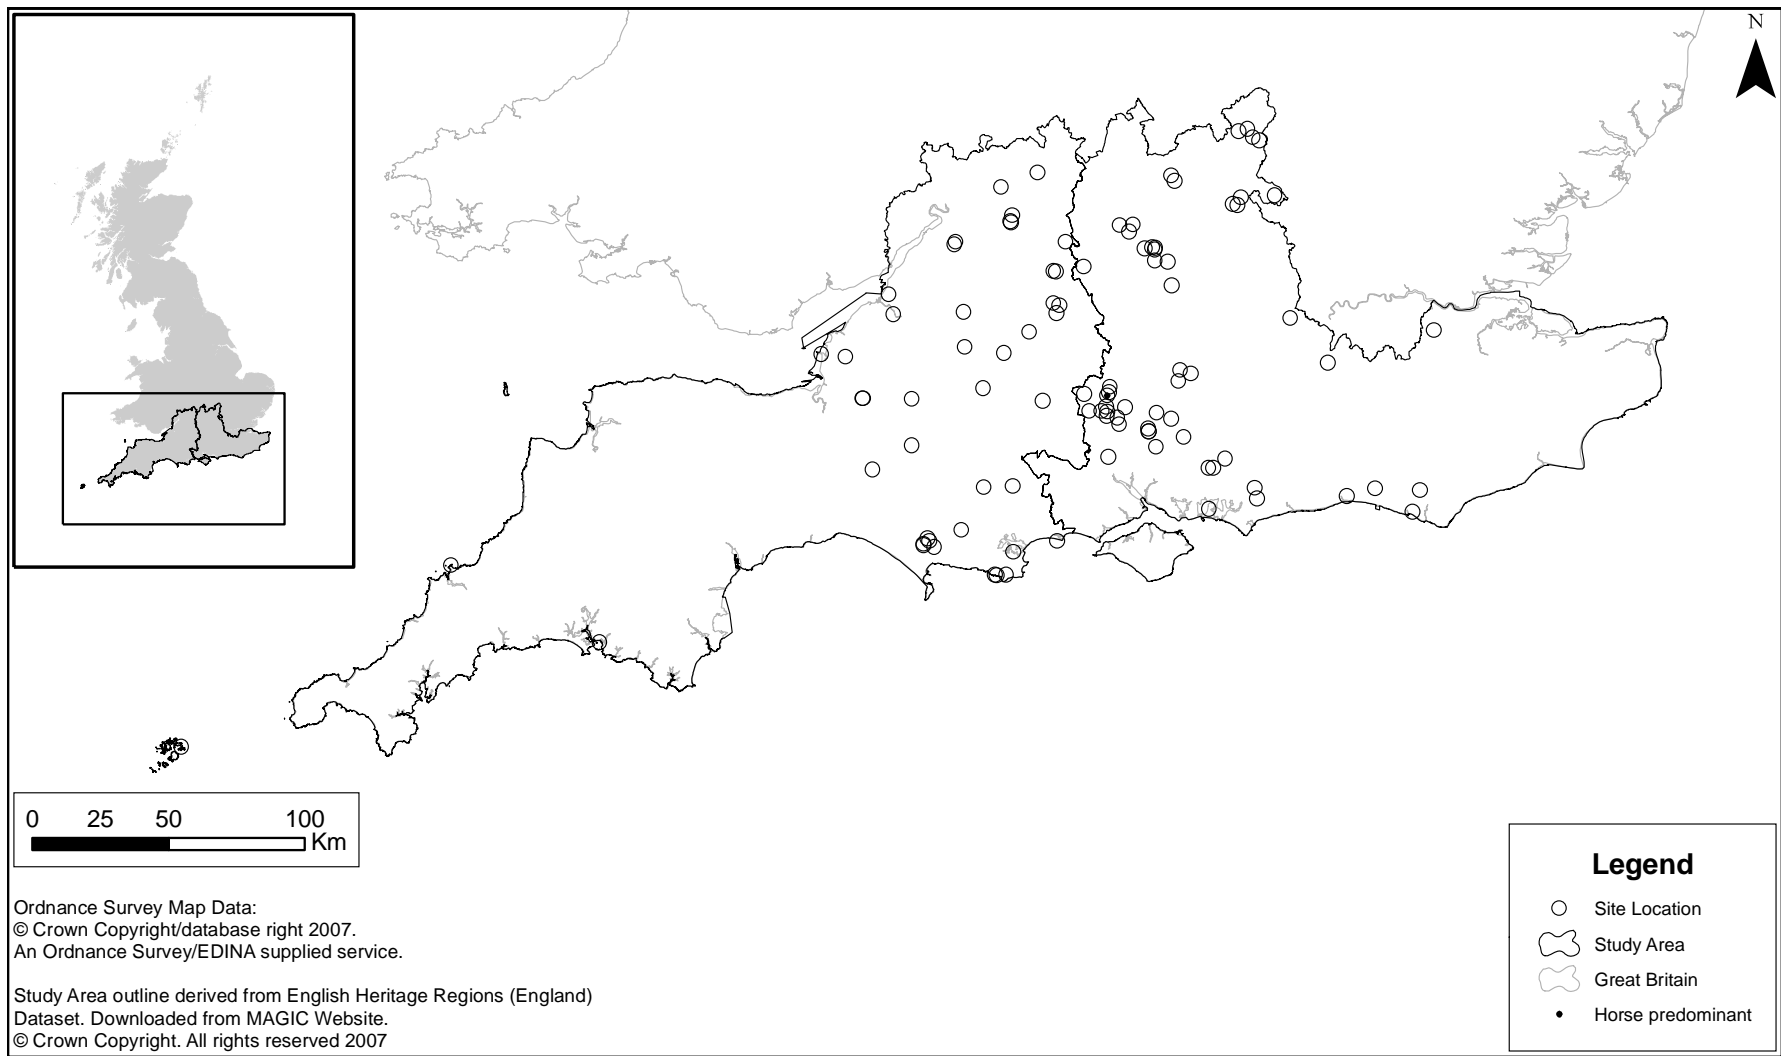 N
0 25 50 100
Km
Ordnance Survey Map Data:
© Crown Copyright/database right 2007.
An Ordnance Survey/EDINA supplied service.
Study Area outline derived from English Heritage Regions (England)
Dataset. Downloaded from MAGIC Website.
© Crown Copyright. All rights reserved 2007
Legend
Site Location
Study Area
Great Britain
Horse predominant